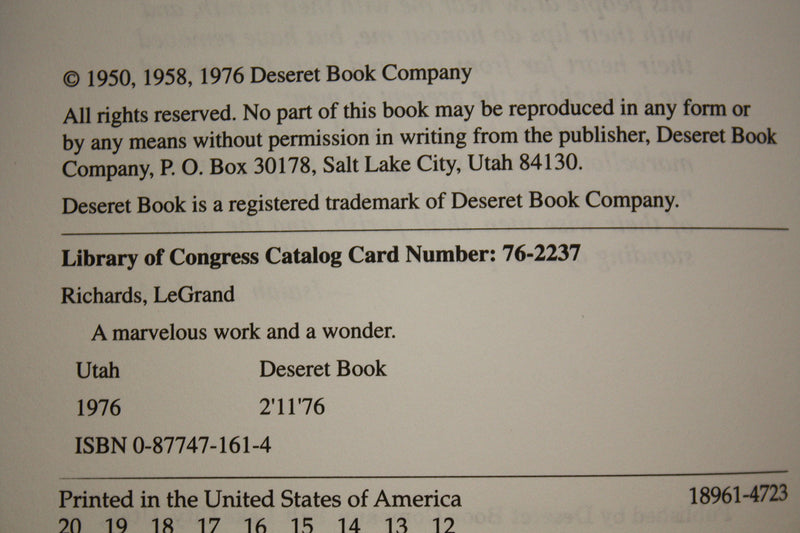 © 1950, 1958, 1976 Deseret Book Company
All rights reserved. No part of this book may be reproduced in any form or
by any means without permission in writing from the publisher, Deseret Book
Company, P. O. Box 30178, Salt Lake City, Utah 84130.
Deseret Book is a registered trademark of Deseret Book Company.
Library of Congress Catalog Card Number: 76-2237
Richards, LeGrand
A marvelous work and a wonder.
Utah Deseret Book
1976 2'11'76
ISBN 0-87747-161-4
Printed in the United States of America 18961-4723
20 19 18 17 16 15 14 13 12